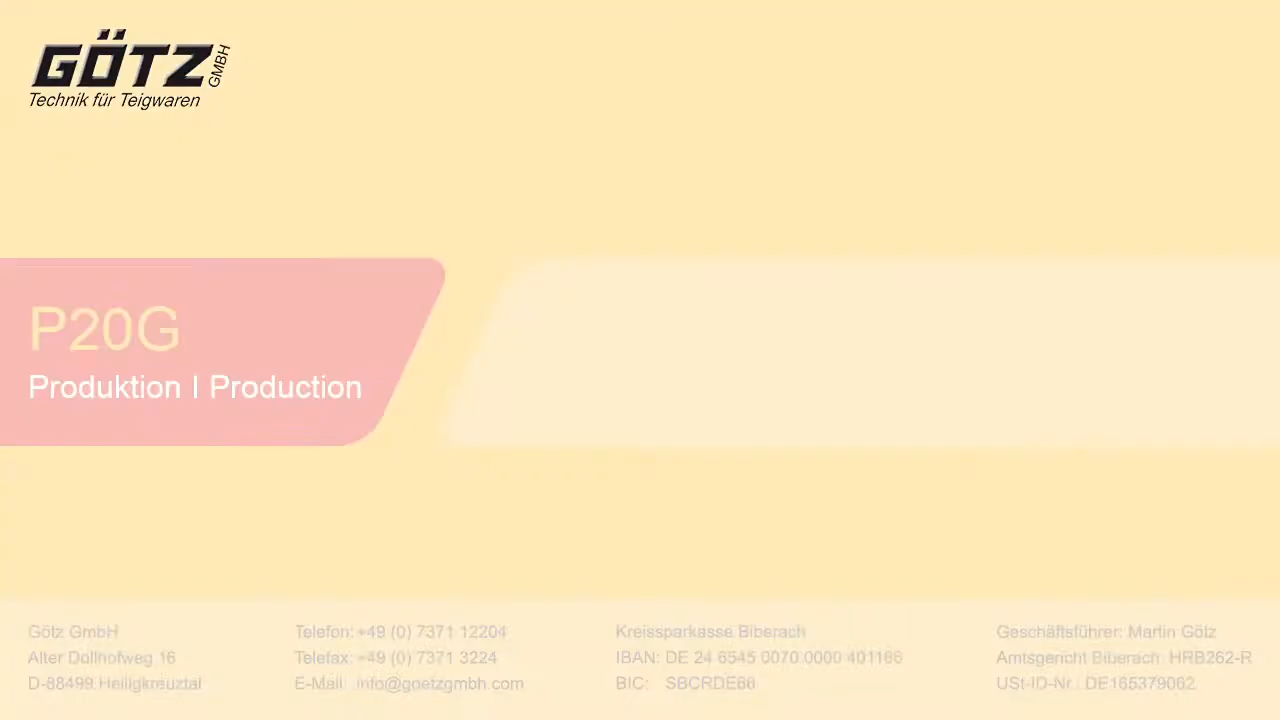 GÖTZ GMBH
Technik für Teigwaren
P20G
Produktion I Production
Götz GmbH
Alter Dollhofweg 16
D-88499 Heiligkreuztal
Telefon: +49 (0) 7371 12204
Telefax: +49 (0) 7371 3224
E-Mail: info@goetzgmbh.com
Kreissparkasse Biberach
IBAN: DE 24 6545 0070 0000 401166
BIC: SBCRDE66
Geschäftsführer: Martin Götz
Amtsgericht Biberach: HRB262-R
USt-ID-Nr.: DE165379062